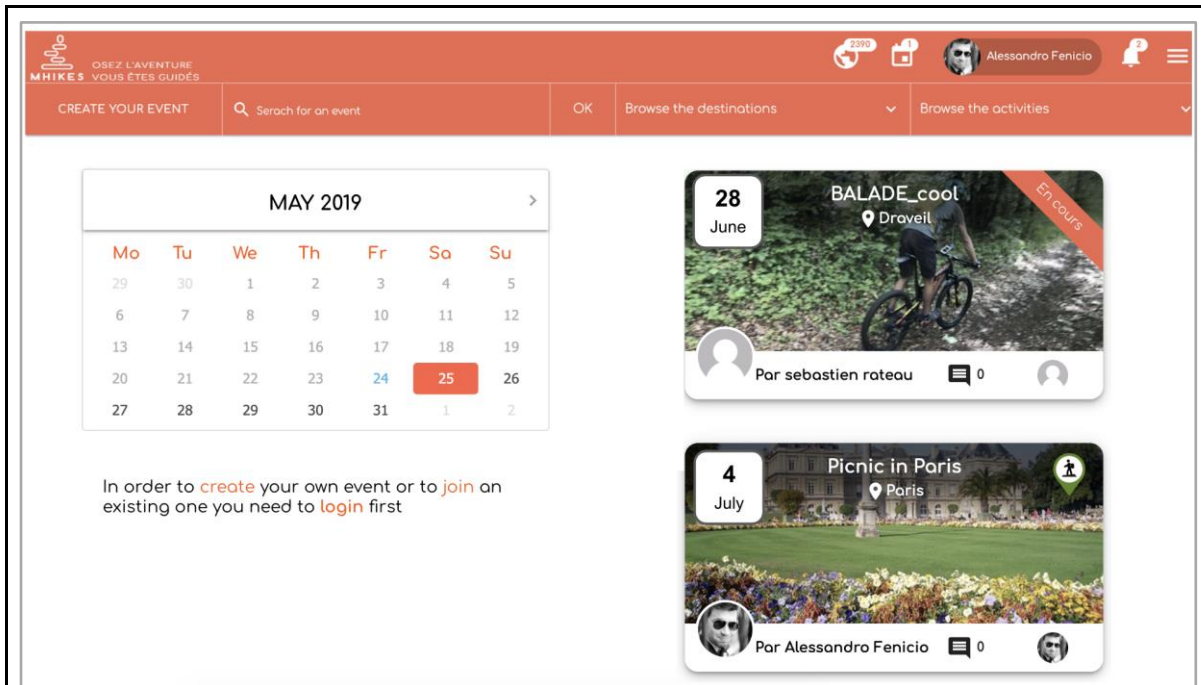 MHIKES
OSEZ L'AVENTURE
VOUS ÊTES GUIDÉS
2390
1
Alessandro Fenicio
2
CREATE YOUR EVENT
Serach for an event
OK
Browse the destinations
Browse the activities
MAY 2019
Mo Tu We Th Fr Sa Su
29 30 1 2 3 4 5
6 7 8 9 10 11 12
13 14 15 16 17 18 19
20 21 22 23 24 25 26
27 28 29 30 31 1 2
In order to create your own event or to join an
existing one you need to login first
28
June
BALADE_cool
Draveil
En cours
Par sebastien rateau
0
4
July
Picnic in Paris
Paris
Par Alessandro Fenicio
0